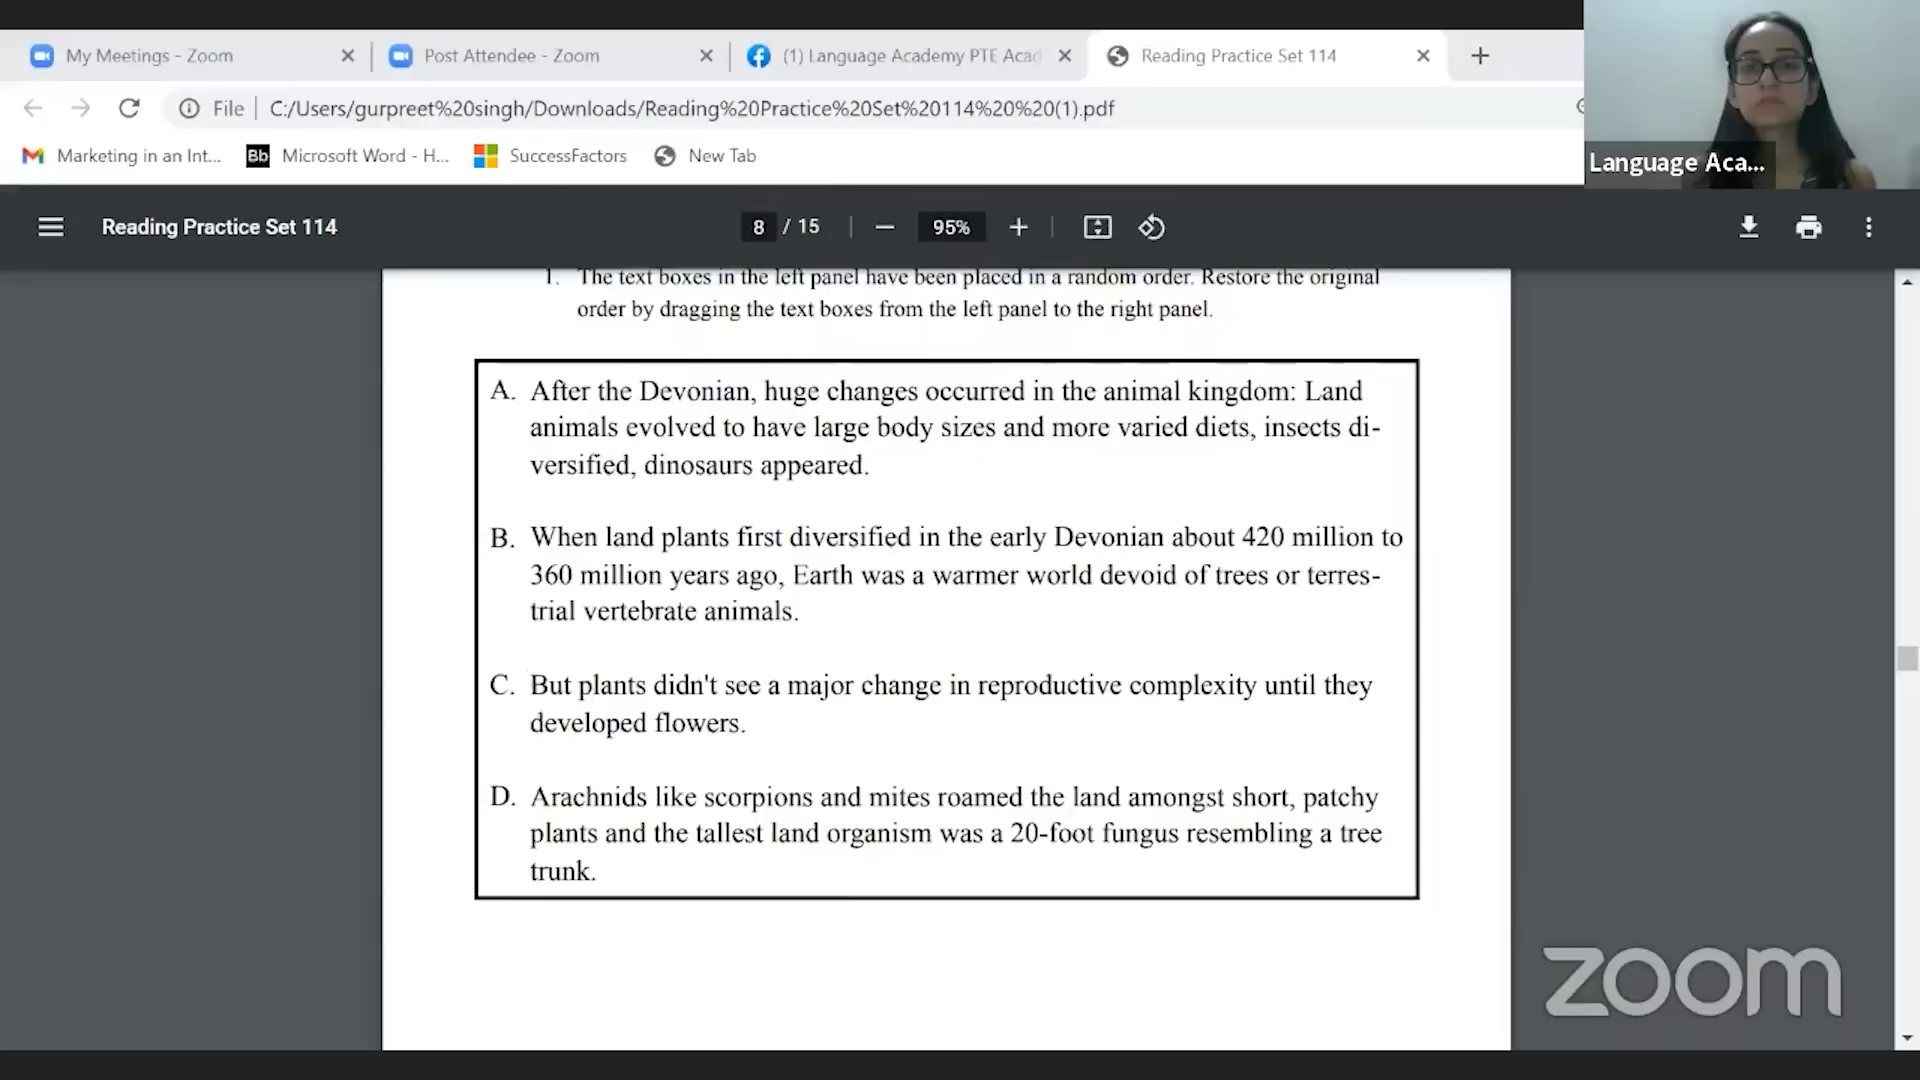 My Meetings - Zoom
Post Attendee - Zoom
(1) Language Academy PTE Acad
Reading Practice Set 114
File
C:/Users/gurpreet%20singh/Downloads/Reading%20Practice%20Set%20114%20%20(1).pdf
Marketing in an Int...
Bb Microsoft Word - H...
SuccessFactors
New Tab
Language Aca...
Reading Practice Set 114
8 / 15
95%
1. The text boxes in the left panel have been placed in a random order. Restore the original
order by dragging the text boxes from the left panel to the right panel.
A. After the Devonian, huge changes occurred in the animal kingdom: Land
animals evolved to have large body sizes and more varied diets, insects di-
versified, dinosaurs appeared.
B. When land plants first diversified in the early Devonian about 420 million to
360 million years ago, Earth was a warmer world devoid of trees or terres-
trial vertebrate animals.
C. But plants didn't see a major change in reproductive complexity until they
developed flowers.
D. Arachnids like scorpions and mites roamed the land amongst short, patchy
plants and the tallest land organism was a 20-foot fungus resembling a tree
trunk.
zoom